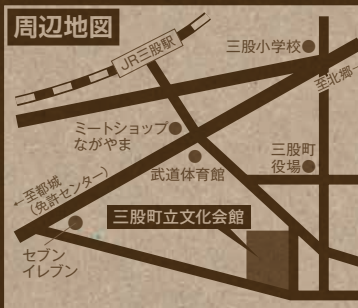 周辺地図
JR三股駅
三股小学校
至北郷→
ミートショップ
ながやま
武道体育館
三股町
役場
←至都城
（免許センター）
三股町立文化会館
セブン
イレブン